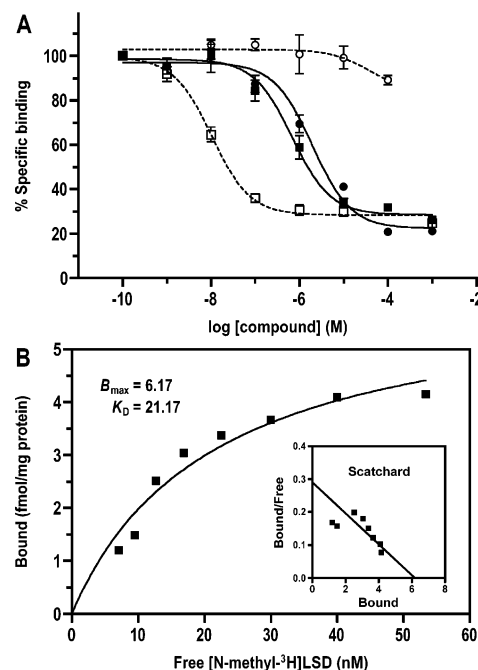 A
100
80
60
40
20
0
% Specific binding
-10 -8 -6 -4 -2
log [compound] (M)
B
5
4
3
2
1
0
Bound (fmol/mg protein)
Bmax = 6.17
KD = 21.17
Scatchard
0.4
0.3
0.2
0.1
0.0
Bound/Free
0 2 4 6 8
Bound
0 10 20 30 40 50 60
Free [N-methyl-³H]LSD (nM)